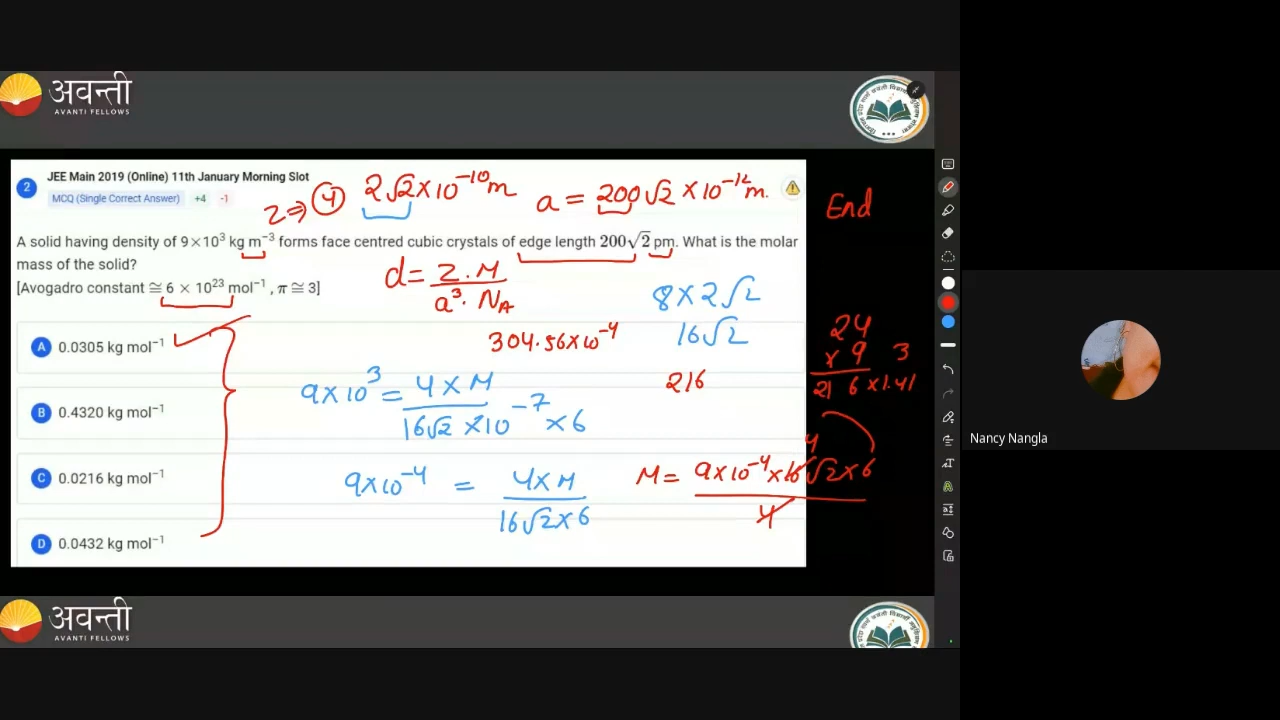 अवन्ती
AVANTI FELLOWS
2
JEE Main 2019 (Online) 11th January Morning Slot
MCQ (Single Correct Answer) +4 -1
Z ⇒ 4
2√2 × 10⁻¹⁰ m
a = 200√2 × 10⁻¹² m.
End
A solid having density of 9×10³ kg m⁻³ forms face centred cubic crystals of edge length 200√2 pm. What is the molar
mass of the solid?
[Avogadro constant ≅ 6 × 10²³ mol⁻¹, π ≅ 3]
d = Z . M / a³ . N_A
8 × 2√2
16√2
304.56 × 10⁻⁴
A 0.0305 kg mol⁻¹
B 0.4320 kg mol⁻¹
C 0.0216 kg mol⁻¹
D 0.0432 kg mol⁻¹
216
24
× 9 3
216 × 1.41
9 × 10³ = 4 × M / 16√2 × 10⁻⁷ × 6
9 × 10⁻⁴ = 4 × M / 16√2 × 6
4
M = 9 × 10⁻⁴ × 16√2 × 6 / 4
Nancy Nangla
अवन्ती
AVANTI FELLOWS